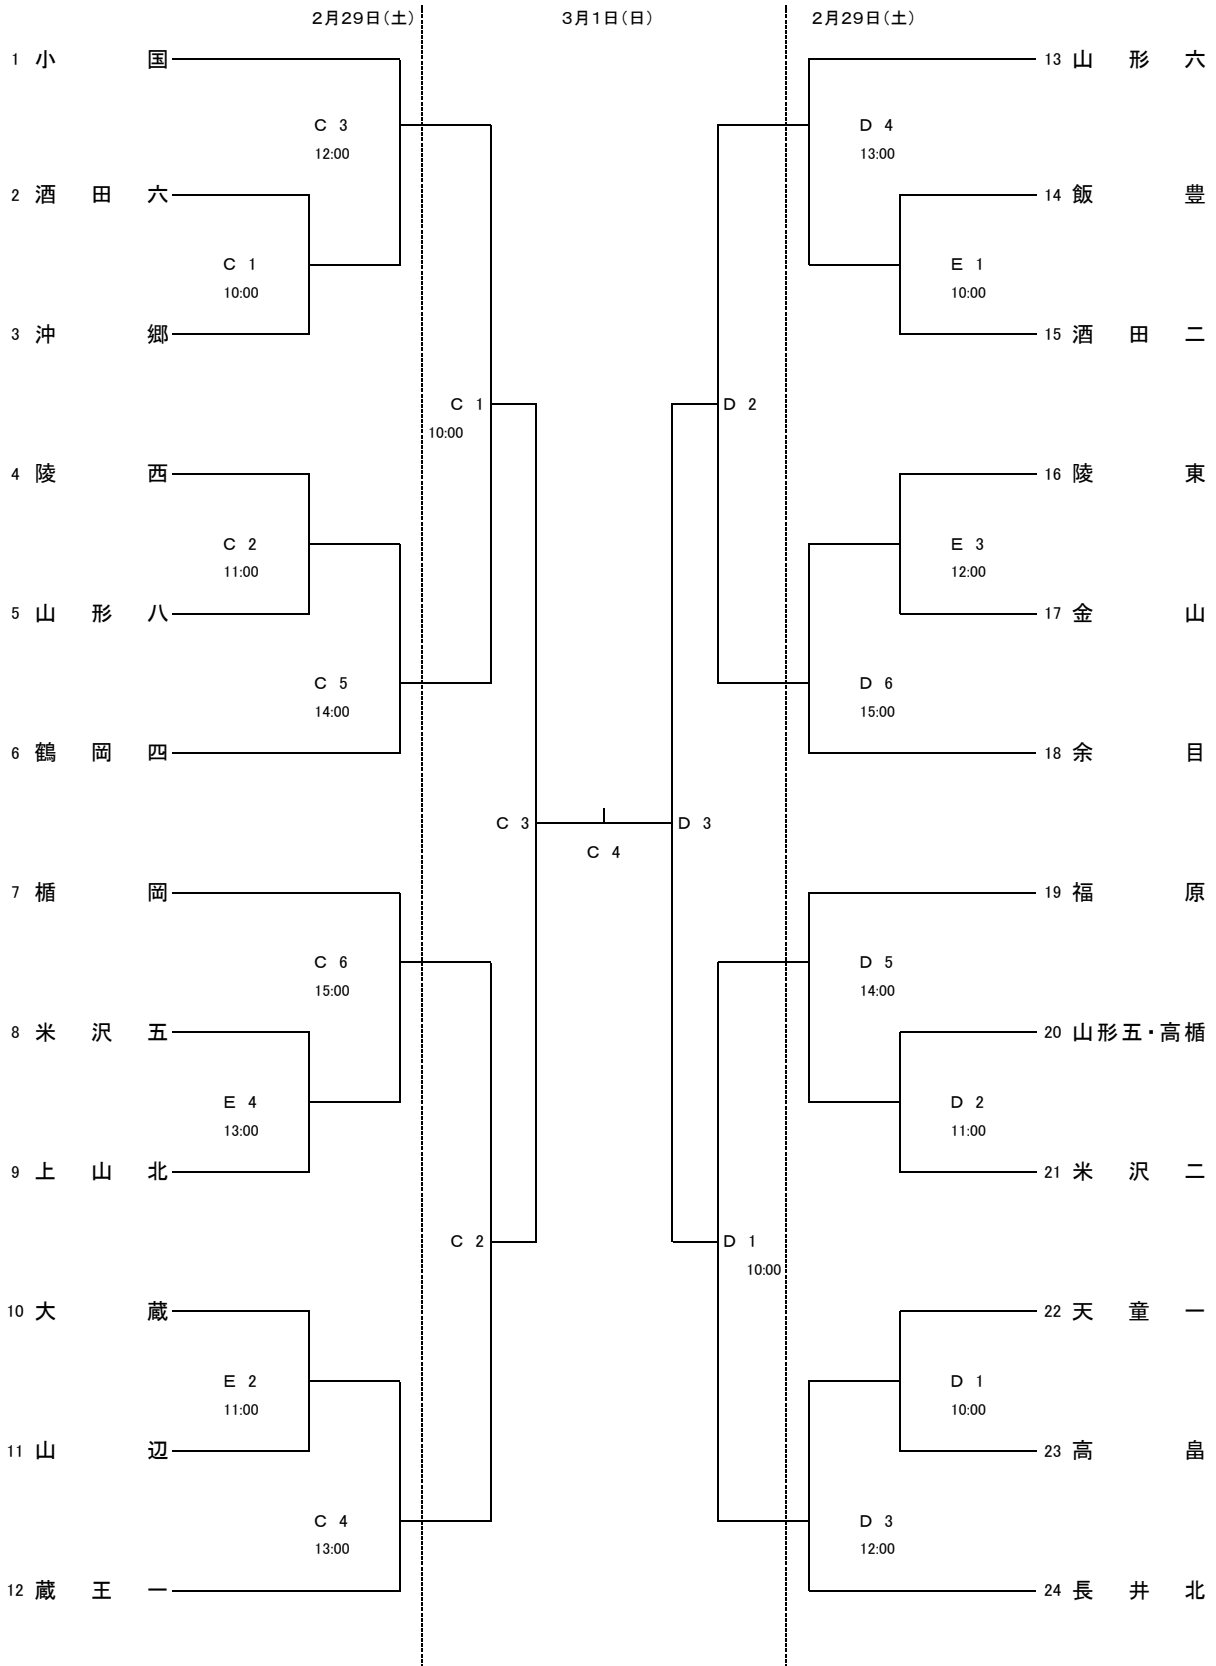 2月29日(土) 3月1日(日) 2月29日(土)
1 小国 13 山形六
C 3 D 4
12:00 13:00
2 酒田六 14 飯豊
C 1 E 1
10:00 10:00
3 沖郷 15 酒田二
C 1 D 2
10:00
4 陵西 16 陵東
C 2 E 3
11:00 12:00
5 山形八 17 金山
C 5 D 6
14:00 15:00
6 鶴岡四 18 余目
C 3 D 3
C 4
7 楯岡 19 福原
C 6 D 5
15:00 14:00
8 米沢五 20 山形五・高楯
E 4 D 2
13:00 11:00
9 上山北 21 米沢二
C 2 D 1
10:00
10 大蔵 22 天童一
E 2 D 1
11:00 10:00
11 山辺 23 高畠
C 4 D 3
13:00 12:00
12 蔵王一 24 長井北